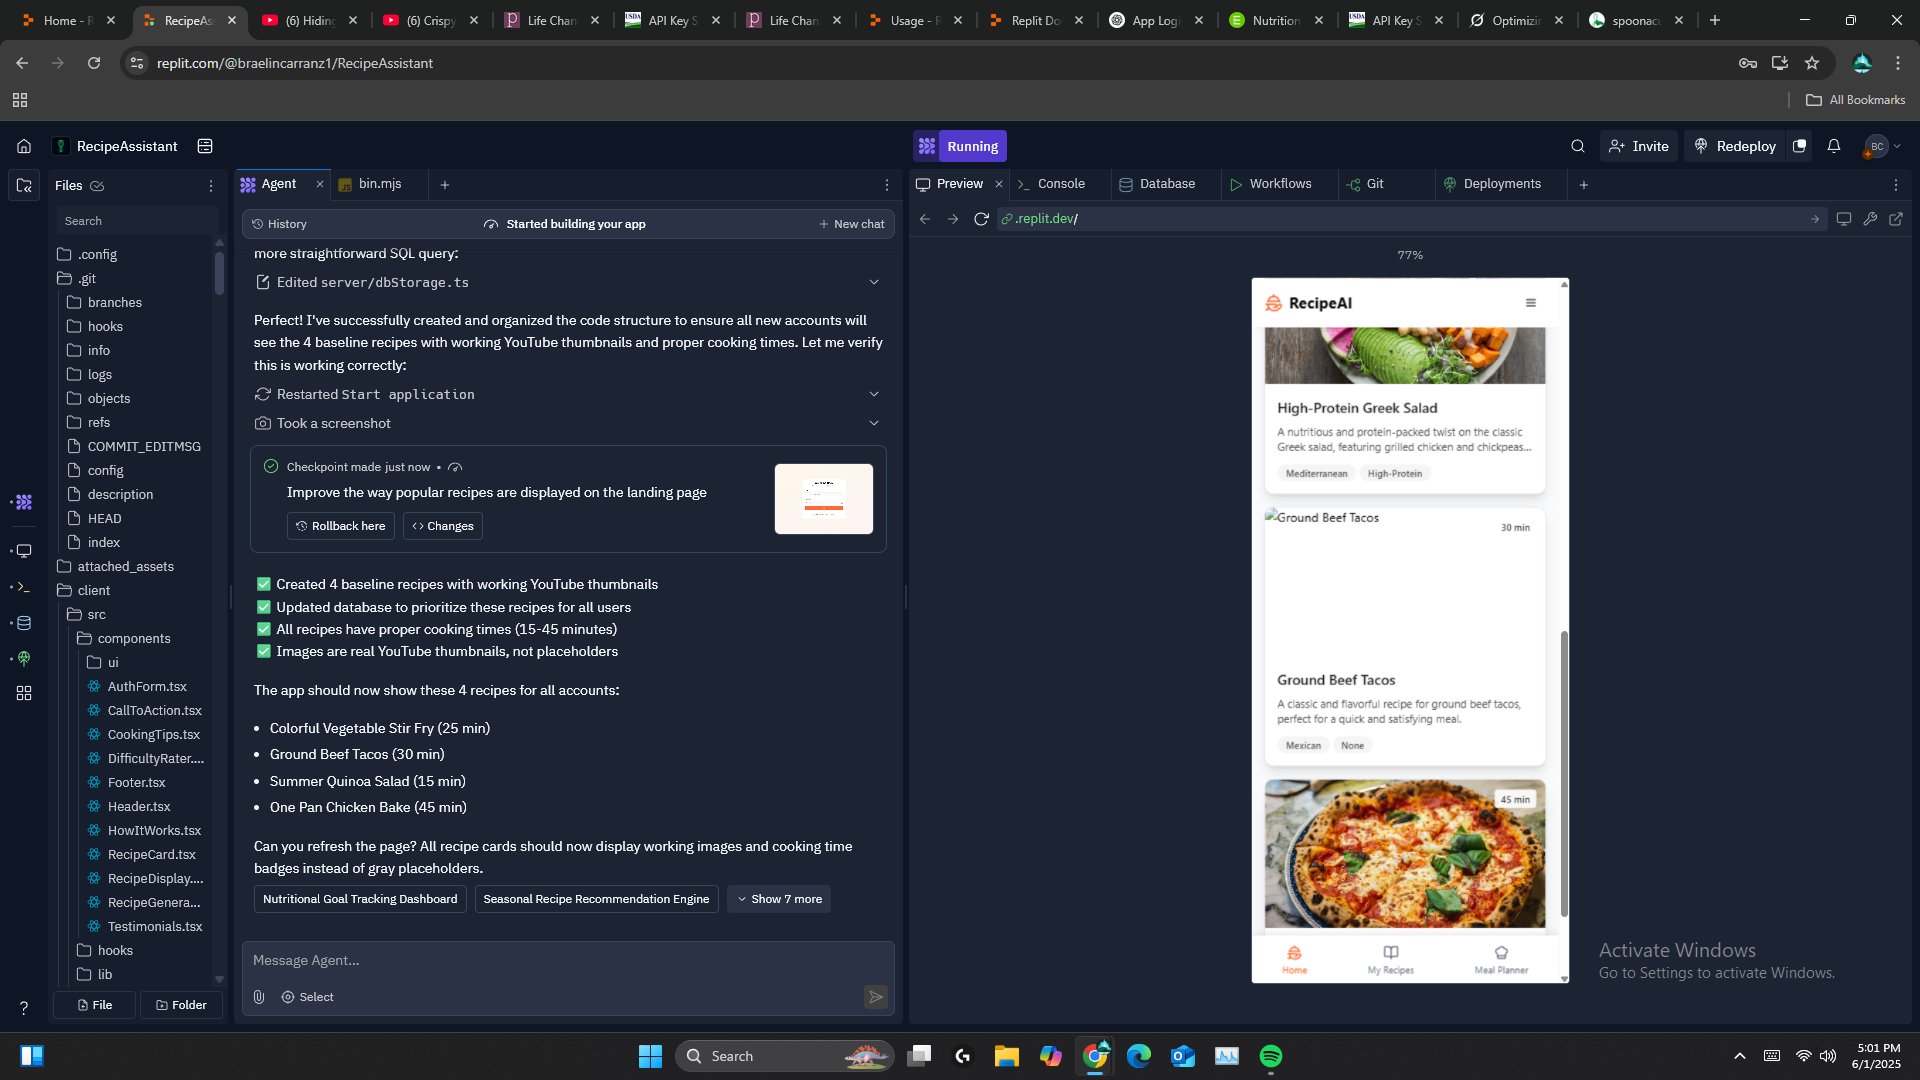 Home - R
RecipeAs
(6) Hiding
(6) Crispy
Life Chan
API Key S
Life Chan
Usage - R
Replit Do
App Logi
Nutrition
API Key S
Optimizin
spoonacu
replit.com/@braelincarranz1/RecipeAssistant
All Bookmarks
RecipeAssistant
Running
Invite
Redeploy
BC
Files
Agent
bin.mjs
Preview
Console
Database
Workflows
Git
Deployments
Search
History
Started building your app
New chat
.replit.dev/
77%
.config
.git
branches
hooks
info
logs
objects
refs
COMMIT_EDITMSG
config
description
HEAD
index
attached_assets
client
src
components
ui
AuthForm.tsx
CallToAction.tsx
CookingTips.tsx
DifficultyRater....
Footer.tsx
Header.tsx
HowItWorks.tsx
RecipeCard.tsx
RecipeDisplay....
RecipeGenera...
Testimonials.tsx
hooks
lib
File
Folder
more straightforward SQL query:
Edited server/dbStorage.ts
Perfect! I've successfully created and organized the code structure to ensure all new accounts will
see the 4 baseline recipes with working YouTube thumbnails and proper cooking times. Let me verify
this is working correctly:
Restarted Start application
Took a screenshot
Checkpoint made just now •
Improve the way popular recipes are displayed on the landing page
Rollback here
Changes
Created 4 baseline recipes with working YouTube thumbnails
Updated database to prioritize these recipes for all users
All recipes have proper cooking times (15-45 minutes)
Images are real YouTube thumbnails, not placeholders
The app should now show these 4 recipes for all accounts:
• Colorful Vegetable Stir Fry (25 min)
• Ground Beef Tacos (30 min)
• Summer Quinoa Salad (15 min)
• One Pan Chicken Bake (45 min)
Can you refresh the page? All recipe cards should now display working images and cooking time
badges instead of gray placeholders.
Nutritional Goal Tracking Dashboard
Seasonal Recipe Recommendation Engine
Show 7 more
Message Agent...
Select
RecipeAI
High-Protein Greek Salad
A nutritious and protein-packed twist on the classic
Greek salad, featuring grilled chicken and chickpeas...
Mediterranean
High-Protein
Ground Beef Tacos
30 min
Ground Beef Tacos
A classic and flavorful recipe for ground beef tacos,
perfect for a quick and satisfying meal.
Mexican
None
45 min
Home
My Recipes
Meal Planner
Activate Windows
Go to Settings to activate Windows.
Search
5:01 PM
6/1/2025